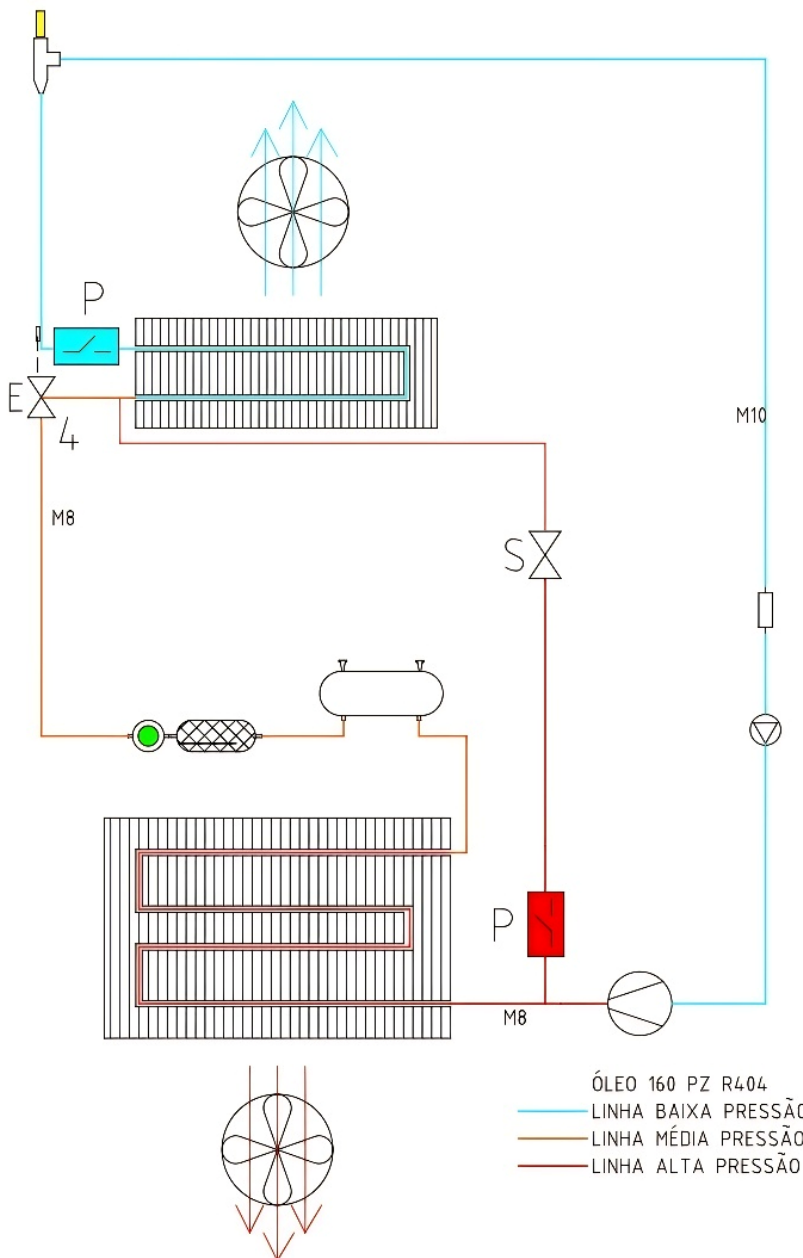 P
E
4
M10
M8
S
P
M8
ÓLEO 160 PZ R404
LINHA BAIXA PRESSÃO
LINHA MÉDIA PRESSÃO
LINHA ALTA PRESSÃO